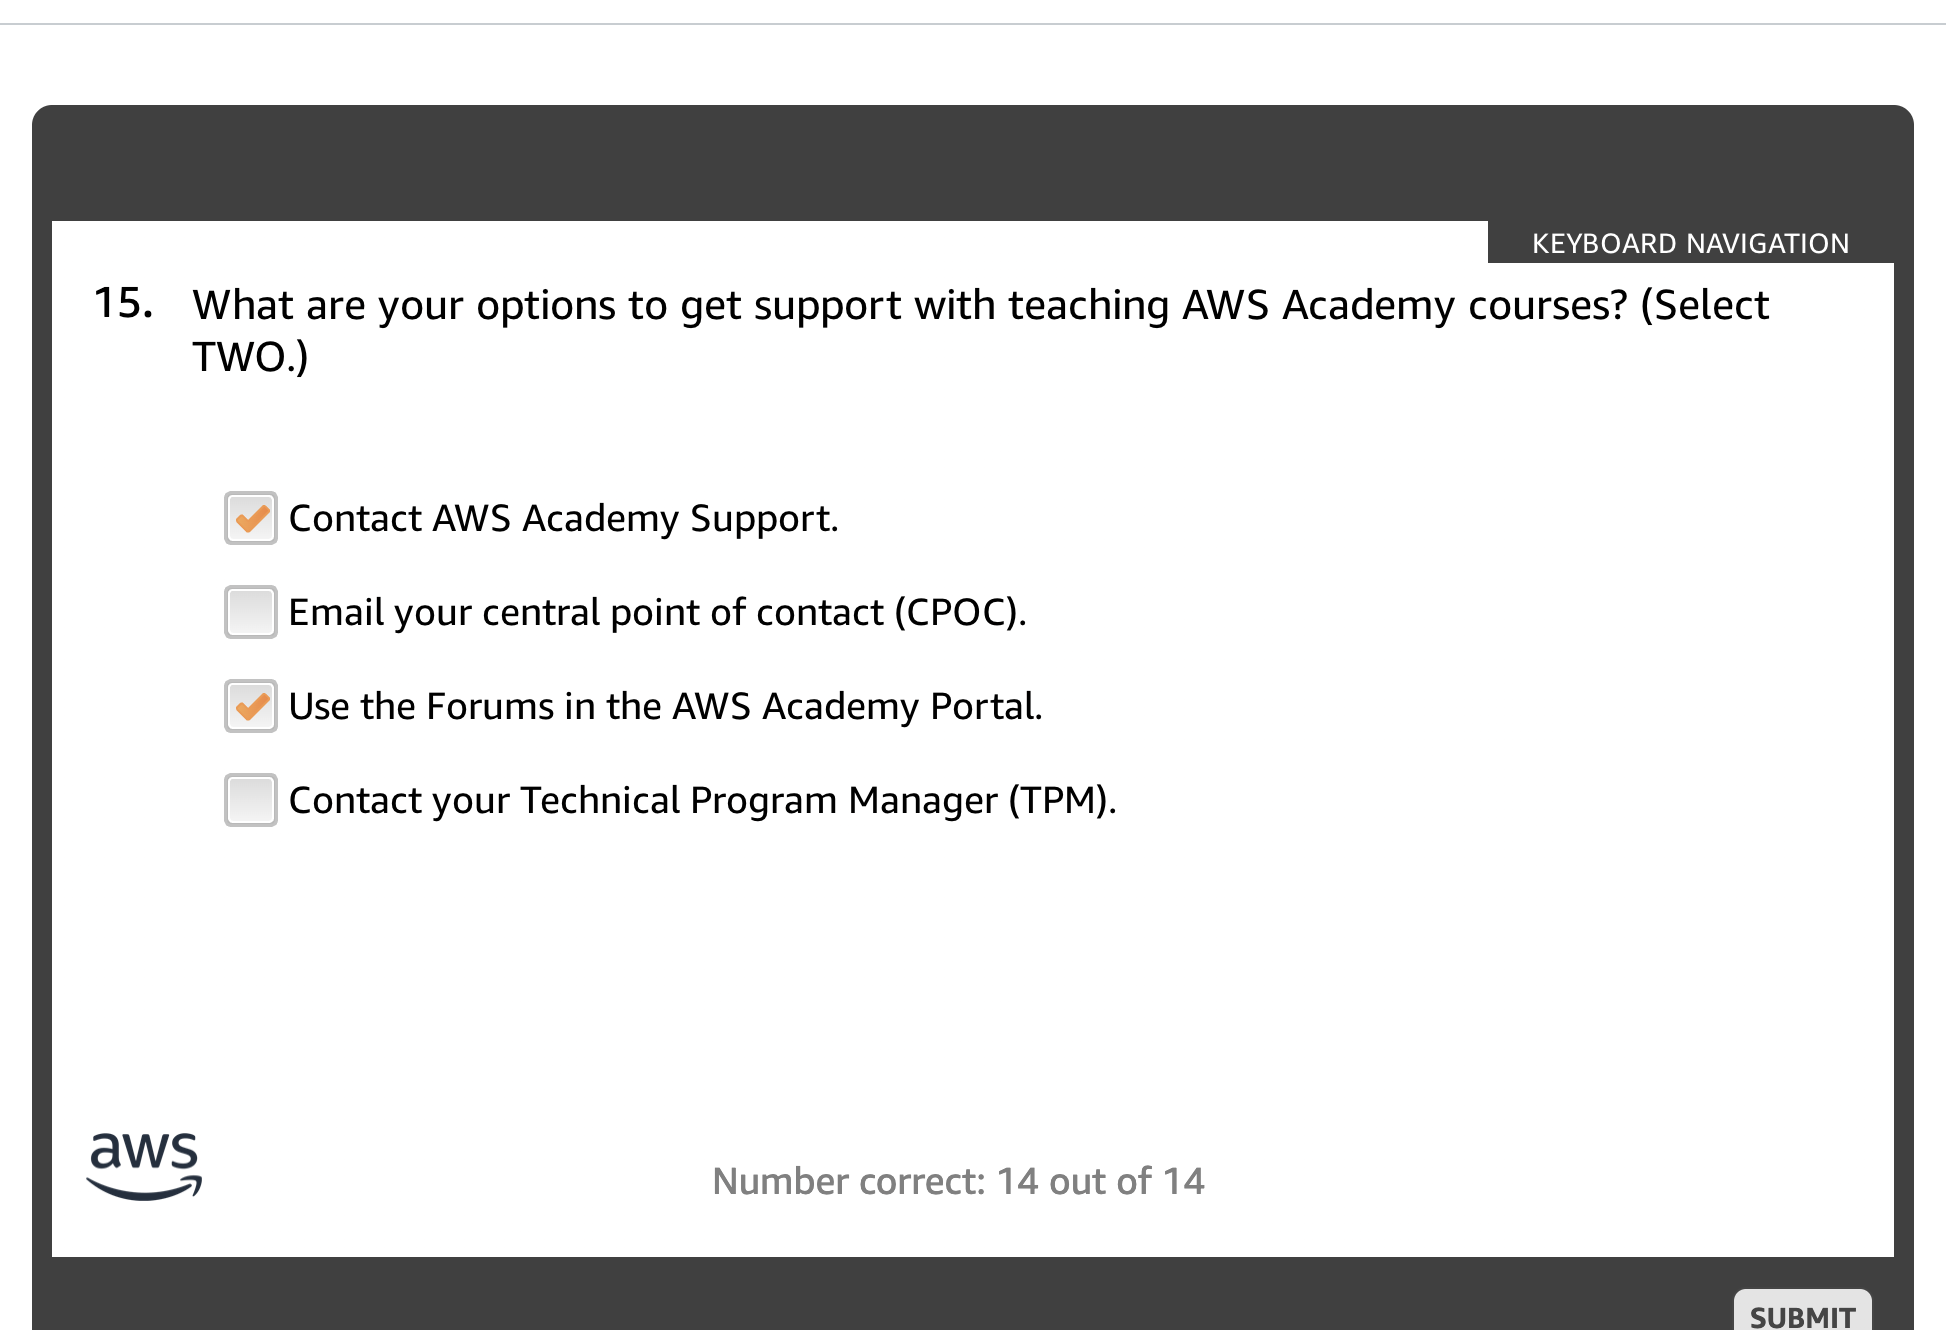 KEYBOARD NAVIGATION
15. What are your options to get support with teaching AWS Academy courses? (Select
TWO.)
Contact AWS Academy Support.
Email your central point of contact (CPOC).
Use the Forums in the AWS Academy Portal.
Contact your Technical Program Manager (TPM).
aws
Number correct: 14 out of 14
SUBMIT